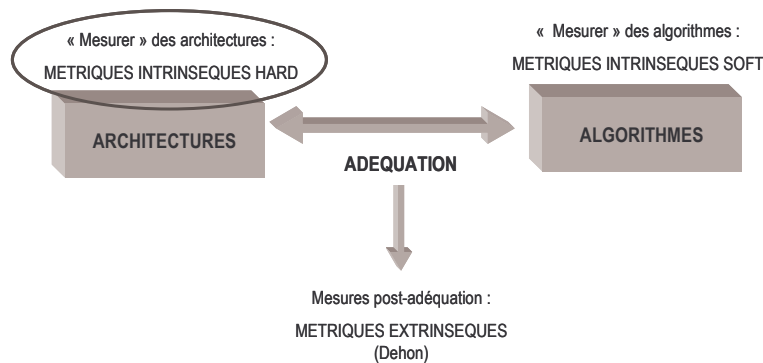 « Mesurer » des architectures :
METRIQUES INTRINSEQUES HARD
« Mesurer » des algorithmes :
METRIQUES INTRINSEQUES SOFT
ARCHITECTURES
ALGORITHMES
ADEQUATION
Mesures post-adéquation :
METRIQUES EXTRINSEQUES
(Dehon)